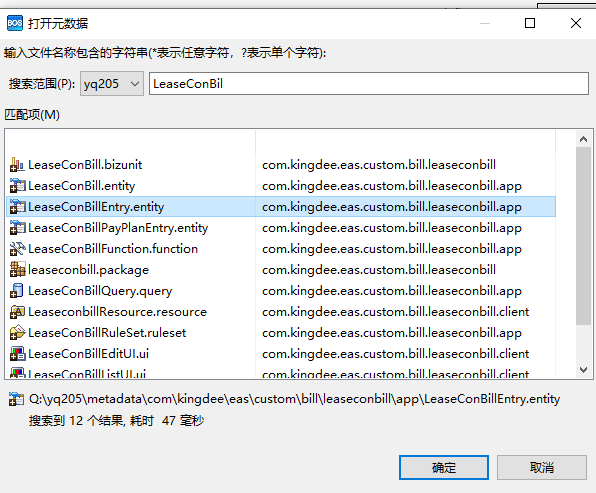 BOS 打开元数据
输入文件名称包含的字符串(*表示任意字符，?表示单个字符):
搜索范围(P): yq205 LeaseConBil
匹配项(M)
LeaseConBill.bizunit com.kingdee.eas.custom.bill.leaseconbill
LeaseConBill.entity com.kingdee.eas.custom.bill.leaseconbill.app
LeaseConBillEntry.entity com.kingdee.eas.custom.bill.leaseconbill.app
LeaseConBillPayPlanEntry.entity com.kingdee.eas.custom.bill.leaseconbill.app
LeaseConBillFunction.function com.kingdee.eas.custom.bill.leaseconbill.app
leaseconbill.package com.kingdee.eas.custom.bill.leaseconbill
LeaseConBillQuery.query com.kingdee.eas.custom.bill.leaseconbill.app
LeaseconbillResource.resource com.kingdee.eas.custom.bill.leaseconbill.client
LeaseConBillRuleSet.ruleset com.kingdee.eas.custom.bill.leaseconbill.app
LeaseConBillEditUI.ui com.kingdee.eas.custom.bill.leaseconbill.client
LeaseConBillListUI.ui com.kingdee.eas.custom.bill.leaseconbill.client
Q:\yq205\metadata\com\kingdee\eas\custom\bill\leaseconbill\app\LeaseConBillEntry.entity
搜索到 12 个结果, 耗时 47 毫秒
确定 取消